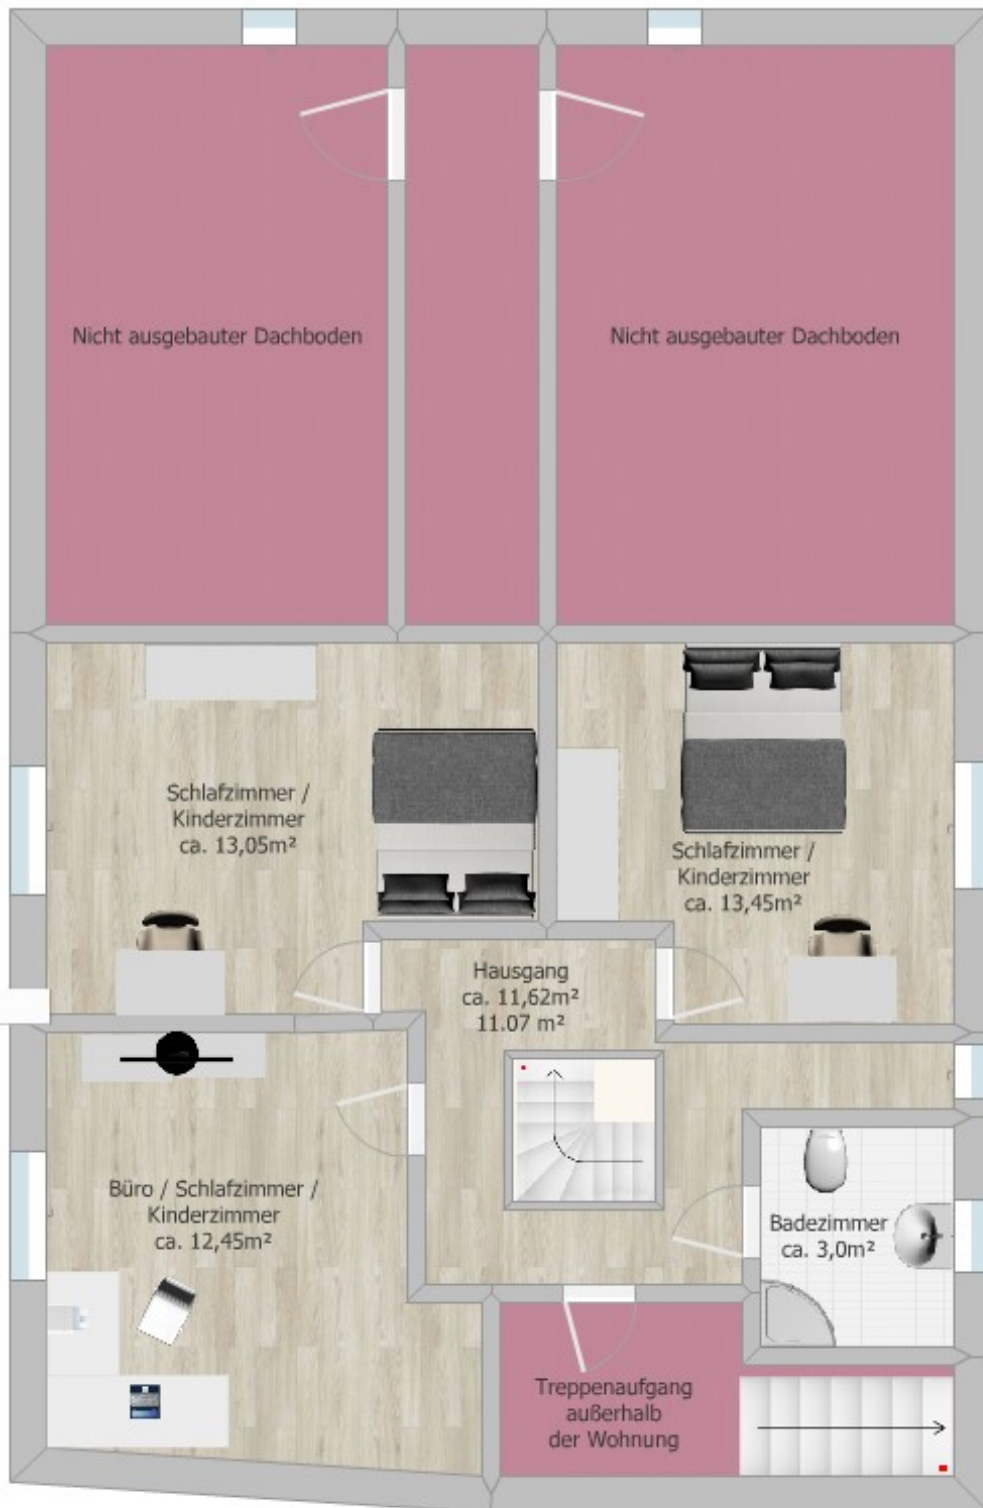 Nicht ausgebauter Dachboden
Nicht ausgebauter Dachboden
Schlafzimmer /
Kinderzimmer
ca. 13,05m²
Schlafzimmer /
Kinderzimmer
ca. 13,45m²
Hausgang
ca. 11,62m²
11.07 m²
Büro / Schlafzimmer /
Kinderzimmer
ca. 12,45m²
Badezimmer
ca. 3,0m²
Treppenaufgang
außerhalb
der Wohnung